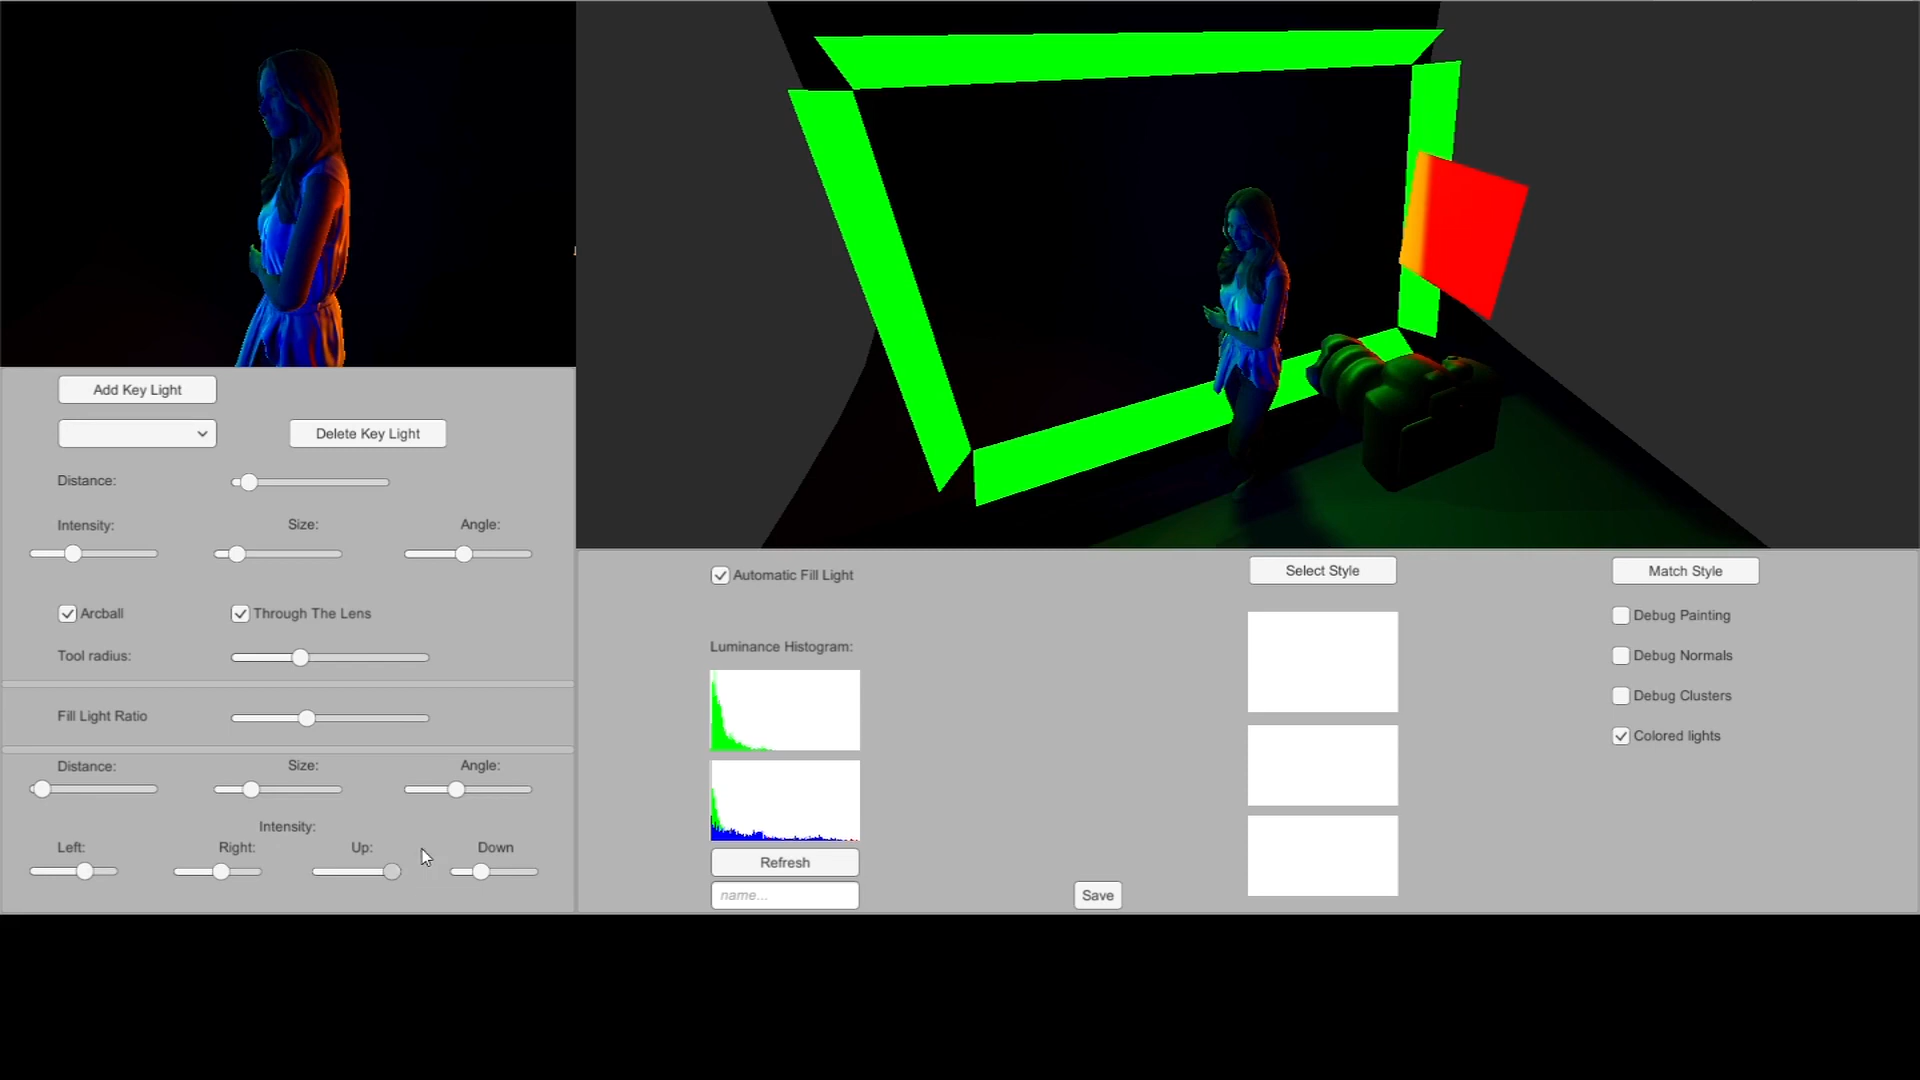 Add Key Light
Delete Key Light
Distance:
Intensity:
Size:
Angle:
Arcball
Through The Lens
Tool radius:
Fill Light Ratio
Distance:
Size:
Angle:
Intensity:
Left:
Right:
Up:
Down
Automatic Fill Light
Luminance Histogram:
Refresh
name...
Save
Select Style
Match Style
Debug Painting
Debug Normals
Debug Clusters
Colored lights